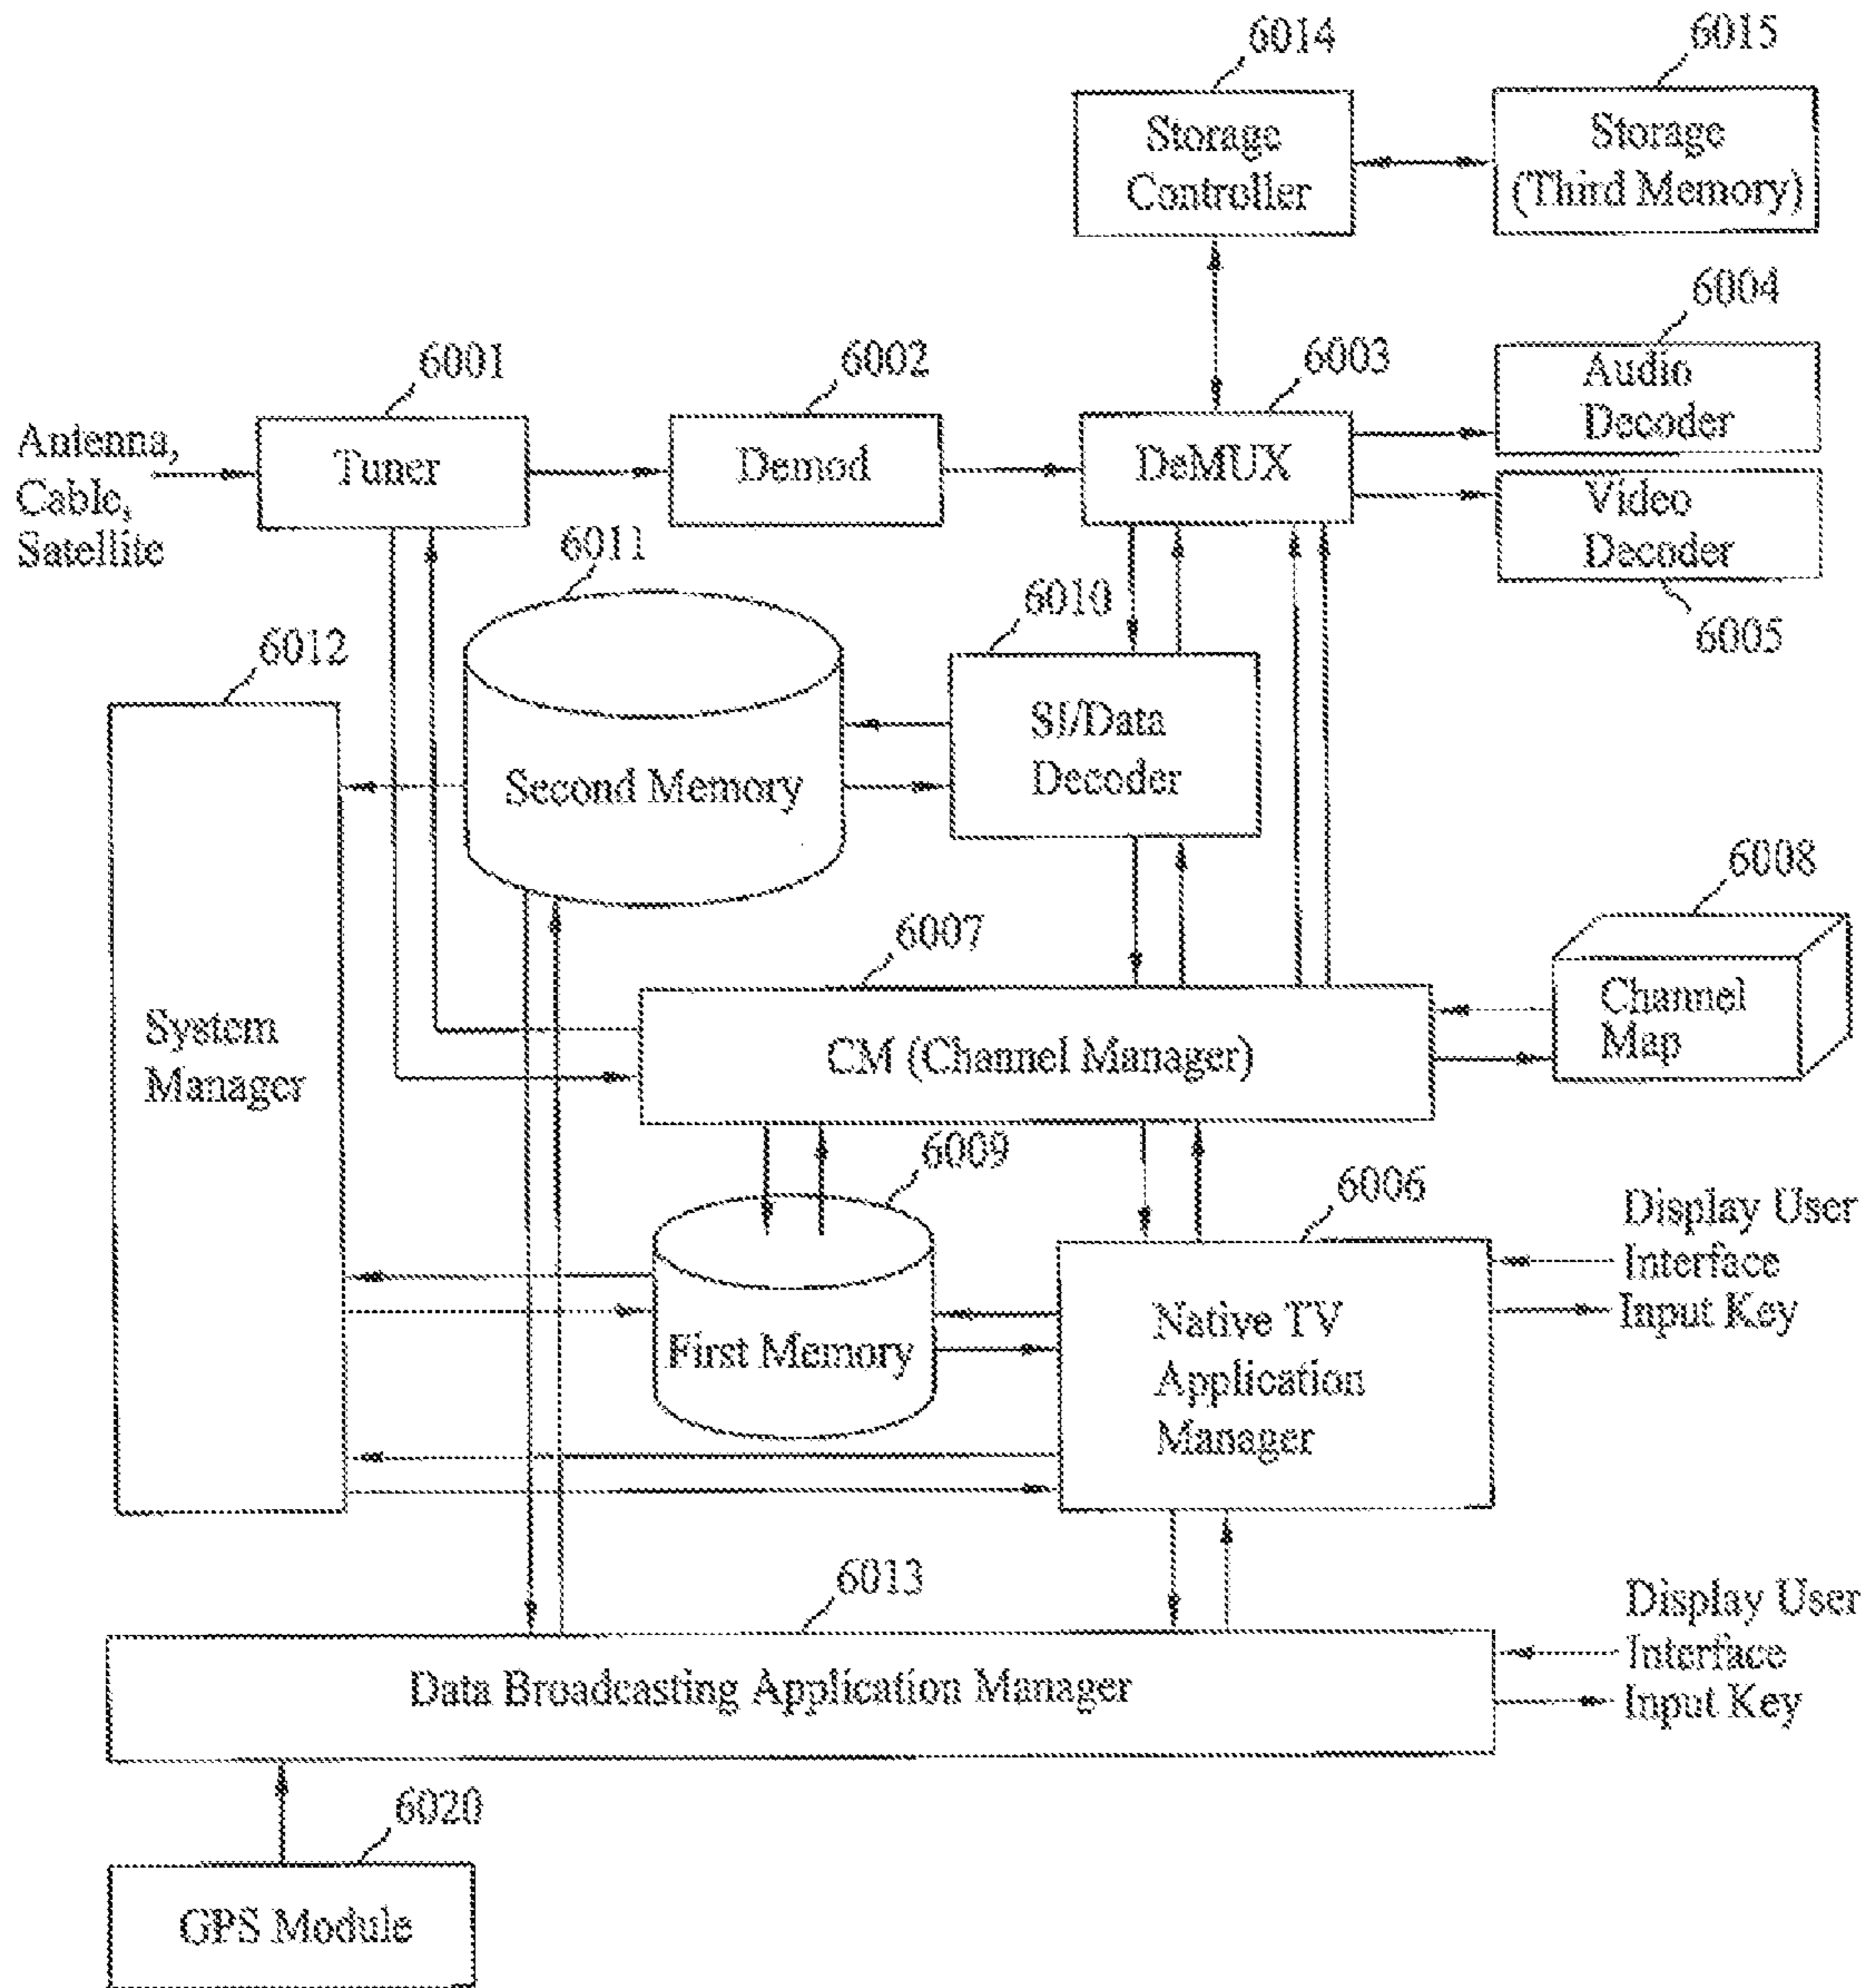 6014
6015
Storage
Controller
Storage
(Third Memory)
6004
6001
6002
6003
Audio
Decoder
Antenna,
Cable,
Satellite
Tuner
Demod
DeMUX
Video
Decoder
6005
6011
6010
6012
SI/Data
Decoder
Second Memory
6008
6007
Channel
Map
System
Manager
CM (Channel Manager)
6009
6006
Display User
Interface
Input Key
First Memory
Native TV
Application
Manager
6013
Display User
Interface
Input Key
Data Broadcasting Application Manager
6020
GPS Module